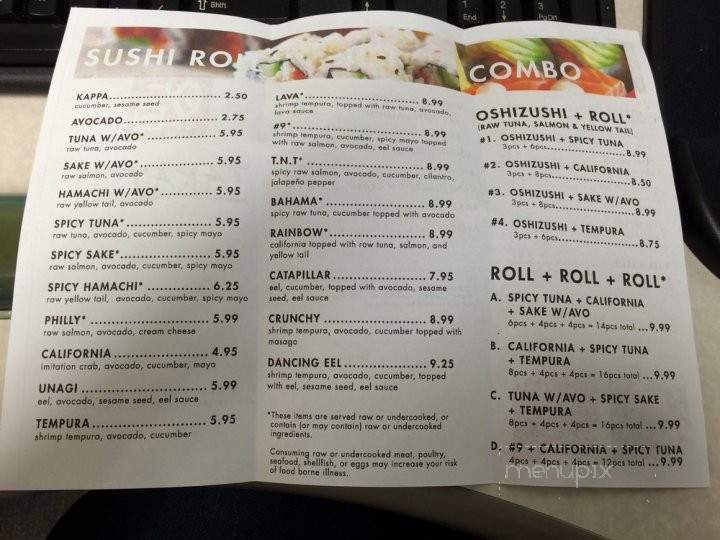 Shift
1
End
2
3
PgDn
SUSHI RO
KAPPA........................ 2.50
cucumber, sesame seed
AVOCADO................... 2.75
TUNA W/AVO* ............... 5.95
raw tuna, avocado
SAKE W/AVO* ............... 5.95
raw salmon, avocado
HAMACHI W/AVO* .......... 5.95
raw yellow tail, avocado
SPICY TUNA* ................. 5.95
raw tuna, avocado, cucumber, spicy mayo
SPICY SAKE* .................. 5.95
raw salmon, avocado, cucumber, spicy mayo
SPICY HAMACHI* ............ 6.25
raw yellow tail, avocado, cucumber, spicy mayo
PHILLY* ........................ 5.99
raw salmon, avocado, cream cheese
CALIFORNIA .................. 4.95
imitation crab, avocado, cucumber, mayo
UNAGI ......................... 5.99
eel, avocado, sesame seed, eel sauce
TEMPURA ..................... 5.95
shrimp tempura, avocado, cucumber
LAVA* .......................... 8.99
shrimp tempura, topped with raw tuna, avocado,
lava sauce
#9* ............................. 8.99
shrimp tempura, cucumber, spicy mayo topped
with raw salmon, avocado, eel sauce
T.N.T* .......................... 8.99
spicy raw salmon, avocado, cucumber, cilantro,
jalapeño pepper
BAHAMA* .................... 8.99
spicy raw tuna, cucumber topped with avocado
RAINBOW* ................... 8.99
california topped with raw tuna, salmon, and
yellow tail
CATAPILLAR .................. 7.95
eel, cucumber, topped with avocado, sesame
seed, eel sauce
CRUNCHY .................... 8.99
shrimp tempura, avocado, cucumber topped with
masago
DANCING EEL ................ 9.25
shrimp tempura, avocado, cucumber, topped
with eel, sesame seed, eel sauce
*These items are served raw or undercooked, or
contain (or may contain) raw or undercooked
ingredients.
Consuming raw or undercooked meat, poultry,
seafood, shellfish, or eggs may increase your risk
of food borne illness.
COMBO
OSHIZUSHI + ROLL*
(RAW TUNA, SALMON & YELLOW TAIL)
#1. OSHIZUSHI + SPICY TUNA
3pcs + 6pcs....................8.99
#2. OSHIZUSHI + CALIFORNIA
3pcs + 8pcs....................8.50
#3. OSHIZUSHI + SAKE W/AVO
3pcs + 8pcs....................8.99
#4. OSHIZUSHI + TEMPURA
3pcs + 6pcs....................8.75
ROLL + ROLL + ROLL*
A. SPICY TUNA + CALIFORNIA
+ SAKE W/AVO
6pcs + 4pcs + 4pcs = 14pcs total ...9.99
B. CALIFORNIA + SPICY TUNA
+ TEMPURA
8pcs + 4pcs + 4pcs = 16pcs total ...9.99
C. TUNA W/AVO + SPICY SAKE
+ TEMPURA
8pcs + 4pcs + 4pcs = 16pcs total ...9.99
D. #9 + CALIFORNIA + SPICY TUNA
4pcs + 4pcs + 4pcs = 12pcs total ...9.99
menupix